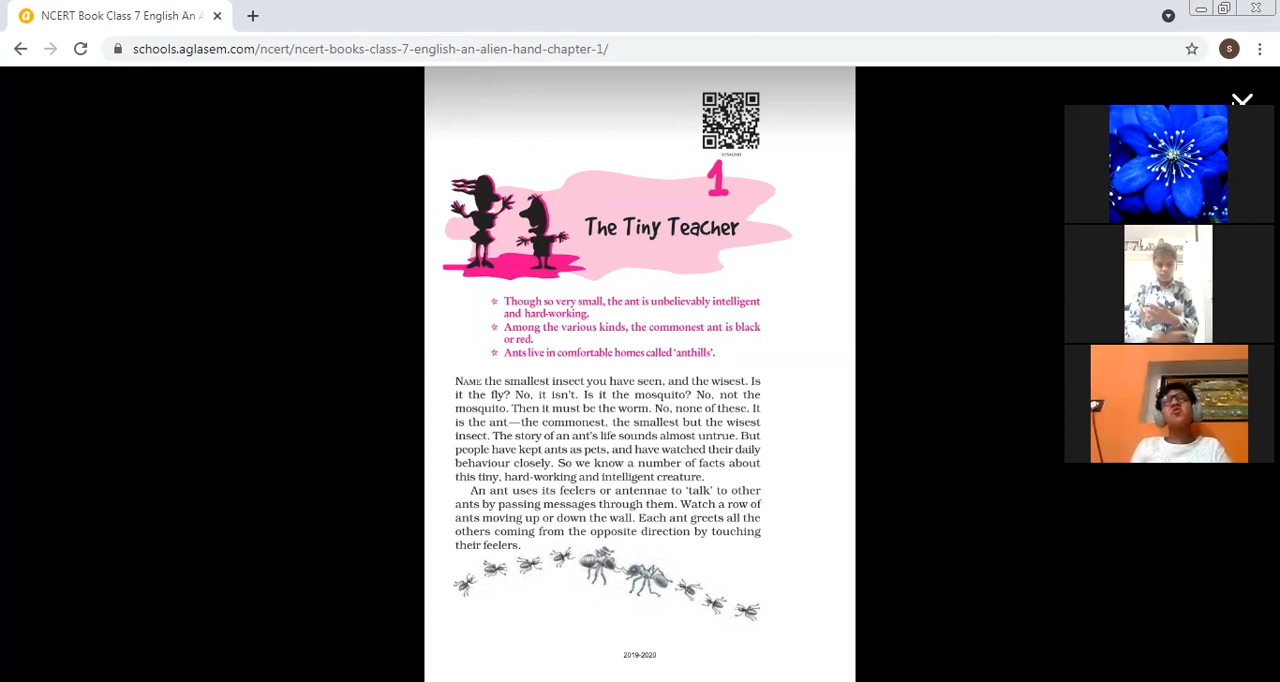 NCERT Book Class 7 English An A
schools.aglasem.com/ncert/ncert-books-class-7-english-an-alien-hand-chapter-1/
S
1
The Tiny Teacher
☆ Though so very small, the ant is unbelievably intelligent
and hard-working.
☆ Among the various kinds, the commonest ant is black
or red.
☆ Ants live in comfortable homes called ‘anthills’.
NAME the smallest insect you have seen, and the wisest. Is
it the fly? No, it isn’t. Is it the mosquito? No, not the
mosquito. Then it must be the worm. No, none of these. It
is the ant—the commonest, the smallest but the wisest
insect. The story of an ant’s life sounds almost untrue. But
people have kept ants as pets, and have watched their daily
behaviour closely. So we know a number of facts about
this tiny, hard-working and intelligent creature.
An ant uses its feelers or antennae to ‘talk’ to other
ants by passing messages through them. Watch a row of
ants moving up or down the wall. Each ant greets all the
others coming from the opposite direction by touching
their feelers.
2019-2020